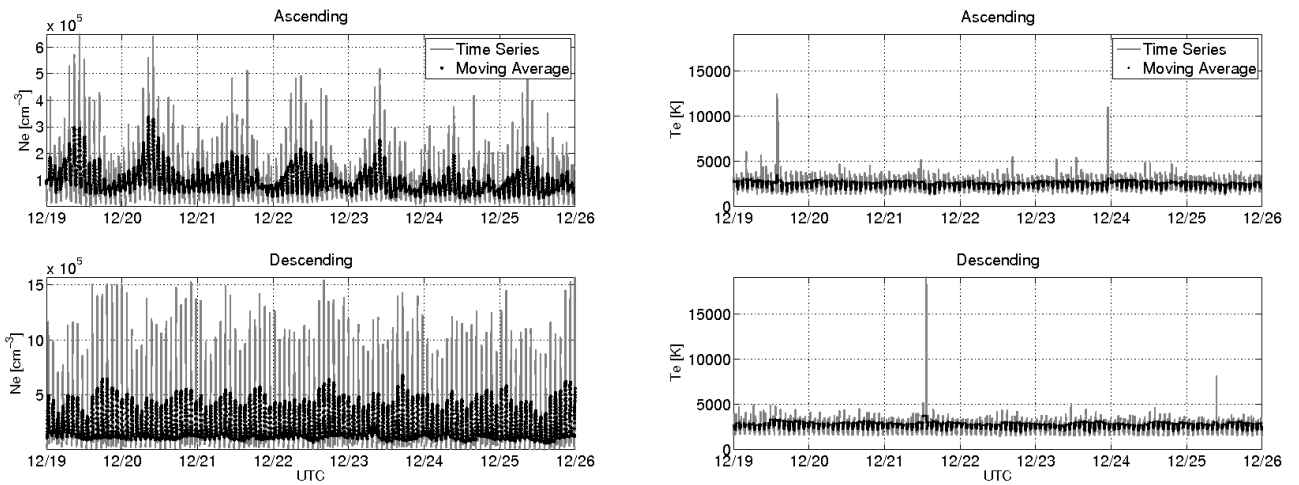 Ascending
x 10^5
Ne [cm^-3]
6
5
4
3
2
1
Time Series
Moving Average
12/19 12/20 12/21 12/22 12/23 12/24 12/25 12/26
Ascending
Te [K]
15000
10000
5000
0
Time Series
Moving Average
12/19 12/20 12/21 12/22 12/23 12/24 12/25 12/26
Descending
x 10^5
Ne [cm^-3]
15
10
5
12/19 12/20 12/21 12/22 12/23 12/24 12/25 12/26
UTC
Descending
Te [K]
15000
10000
5000
0
12/19 12/20 12/21 12/22 12/23 12/24 12/25 12/26
UTC